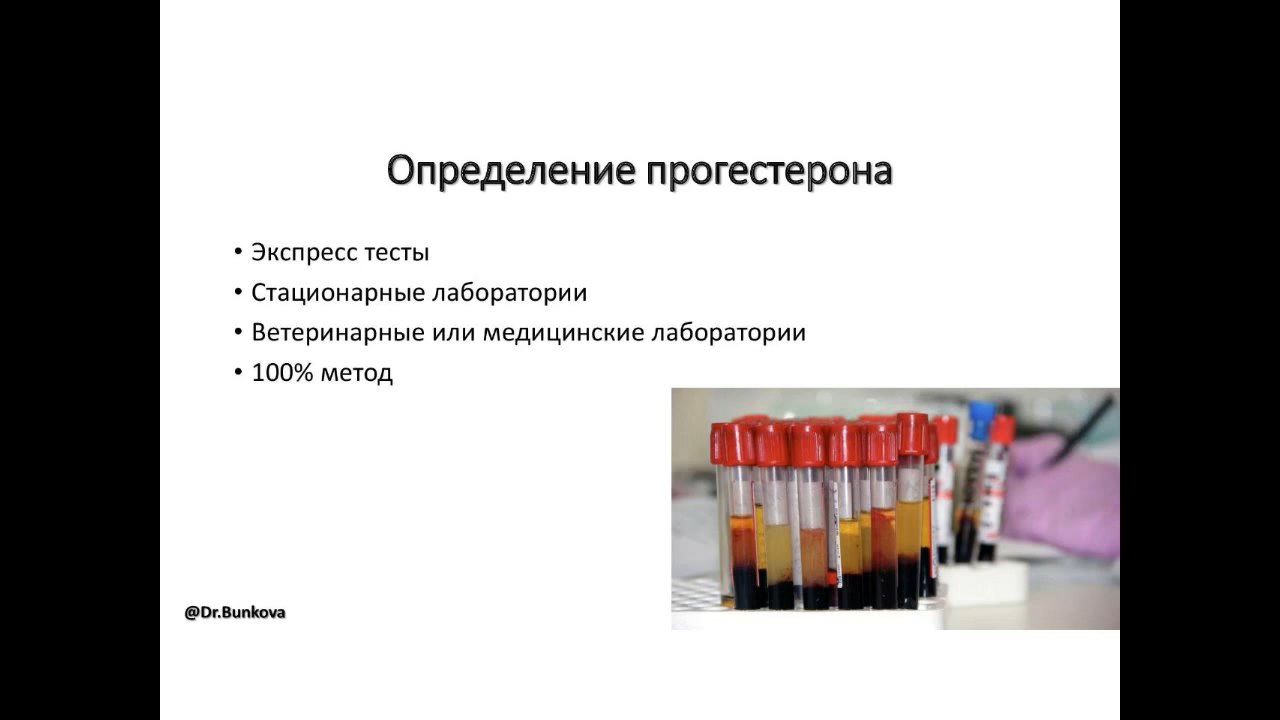 Определение прогестерона
• Экспресс тесты
• Стационарные лаборатории
• Ветеринарные или медицинские лаборатории
• 100% метод
@Dr.Bunkova